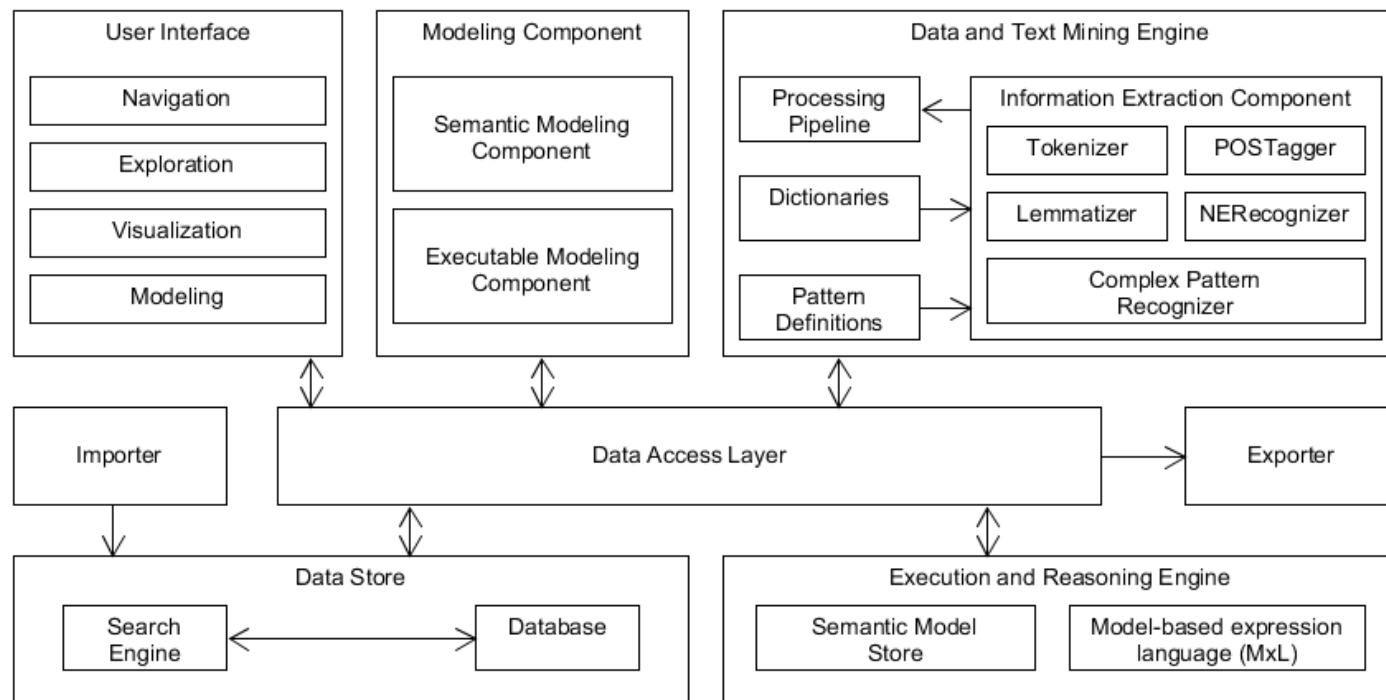 User Interface
Navigation
Exploration
Visualization
Modeling
Modeling Component
Semantic Modeling
Component
Executable Modeling
Component
Data and Text Mining Engine
Processing
Pipeline
Dictionaries
Pattern
Definitions
Information Extraction Component
Tokenizer
POSTagger
Lemmatizer
NERecognizer
Complex Pattern
Recognizer
Importer
Data Access Layer
Exporter
Data Store
Search
Engine
Database
Execution and Reasoning Engine
Semantic Model
Store
Model-based expression
language (MxL)